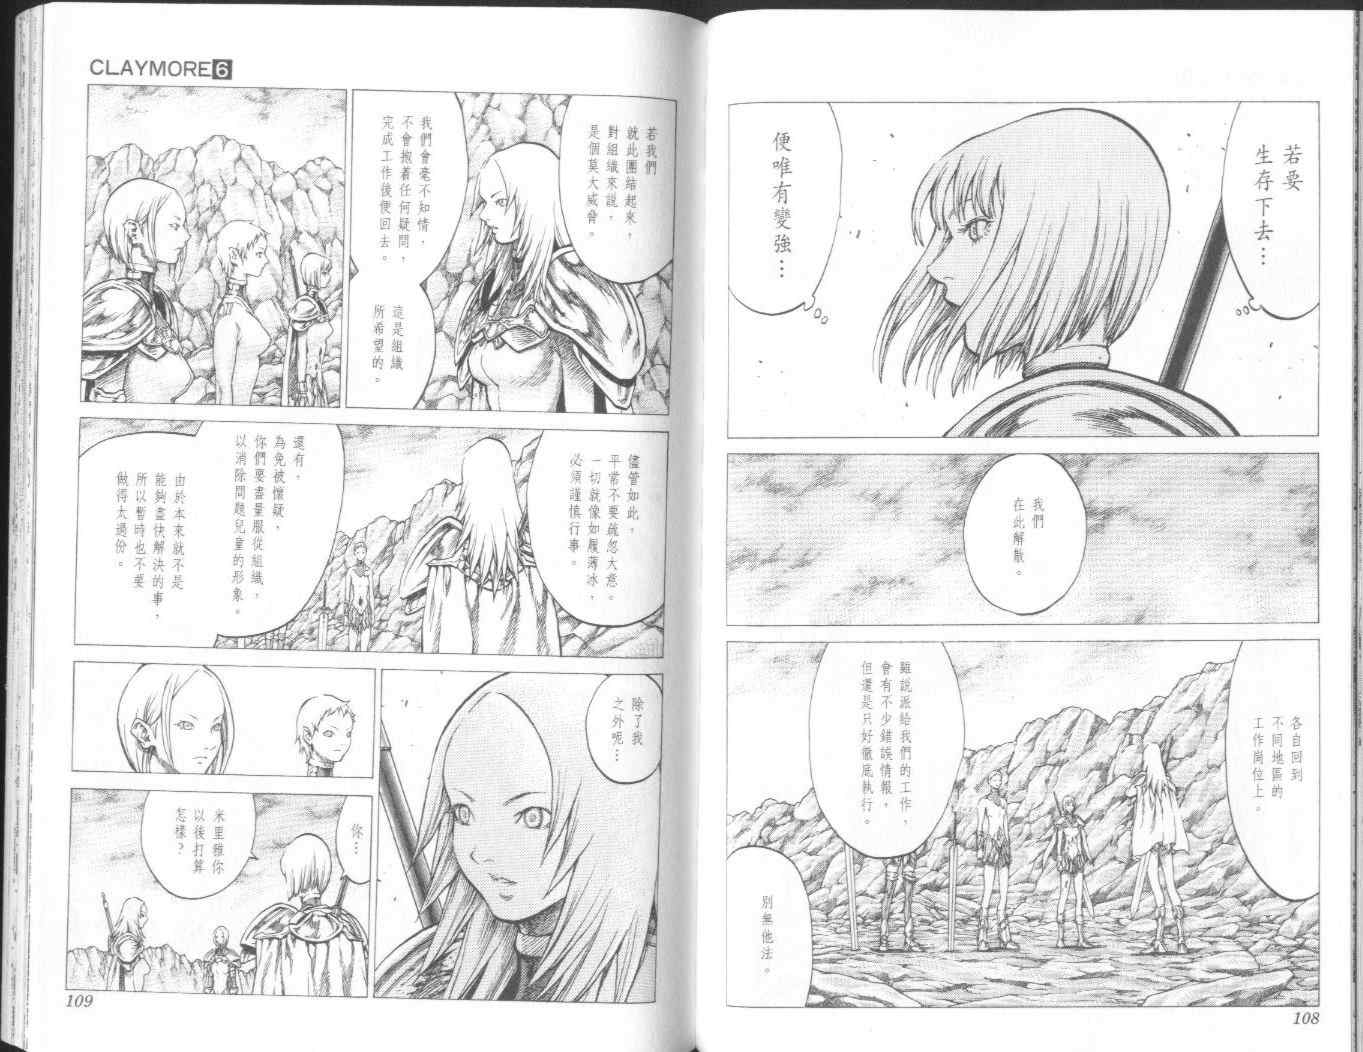 若要
生存下去…
便唯有變強…
我們
在此解散。
各自回到
不同地區的
工作崗位上。
雖說派給我們的工作，
會有不少錯誤情報，
但還是只好徹底執行。
別無他法。
108
CLAYMORE6
若我們
就此團結起來，
對組織來說，
是個莫大威脅。
我們會毫不知情，
不會抱着任何疑問，
完成工作後便回去。
這是組織
所希望的。
儘管如此，
平常不要疏忽大意。
一切就像如履薄冰，
必須謹慎行事。
還有，
為免被懷疑，
你們要盡量服從組織，
以消除問題兒童的形象。
由於本來就不是
能夠盡快解決的事，
所以暫時也不要
做得太過份。
除了我
之外呢…
你…
米里雅你
以後打算
怎樣？
109